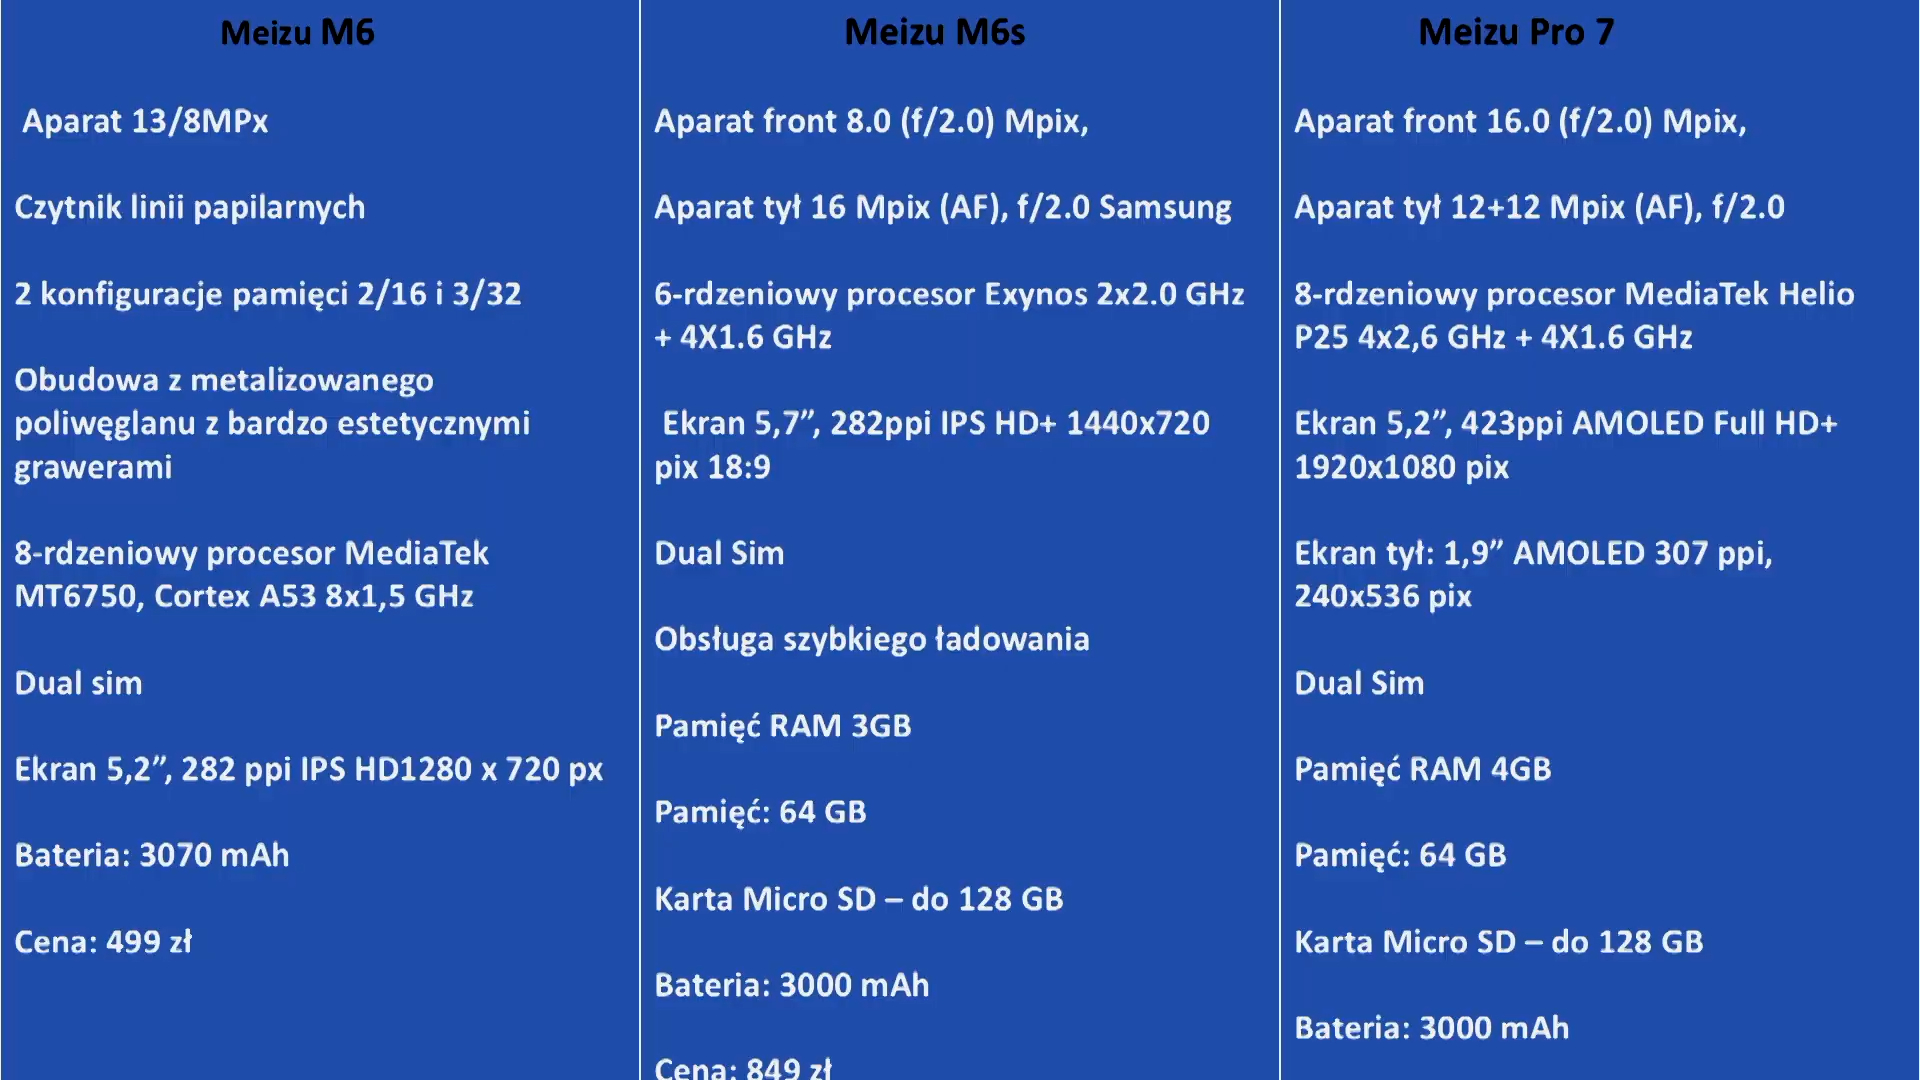 Meizu M6
Aparat 13/8MPx
Czytnik linii papilarnych
2 konfiguracje pamięci 2/16 i 3/32
Obudowa z metalizowanego
poliwęglanu z bardzo estetycznymi
grawerami
8-rdzeniowy procesor MediaTek
MT6750, Cortex A53 8x1,5 GHz
Dual sim
Ekran 5,2”, 282 ppi IPS HD1280 x 720 px
Bateria: 3070 mAh
Cena: 499 zł
Meizu M6s
Aparat front 8.0 (f/2.0) Mpix,
Aparat tył 16 Mpix (AF), f/2.0 Samsung
6-rdzeniowy procesor Exynos 2x2.0 GHz
+ 4X1.6 GHz
Ekran 5,7”, 282ppi IPS HD+ 1440x720
pix 18:9
Dual Sim
Obsługa szybkiego ładowania
Pamięć RAM 3GB
Pamięć: 64 GB
Karta Micro SD – do 128 GB
Bateria: 3000 mAh
Cena: 849 zł
Meizu Pro 7
Aparat front 16.0 (f/2.0) Mpix,
Aparat tył 12+12 Mpix (AF), f/2.0
8-rdzeniowy procesor MediaTek Helio
P25 4x2,6 GHz + 4X1.6 GHz
Ekran 5,2”, 423ppi AMOLED Full HD+
1920x1080 pix
Ekran tył: 1,9” AMOLED 307 ppi,
240x536 pix
Dual Sim
Pamięć RAM 4GB
Pamięć: 64 GB
Karta Micro SD – do 128 GB
Bateria: 3000 mAh